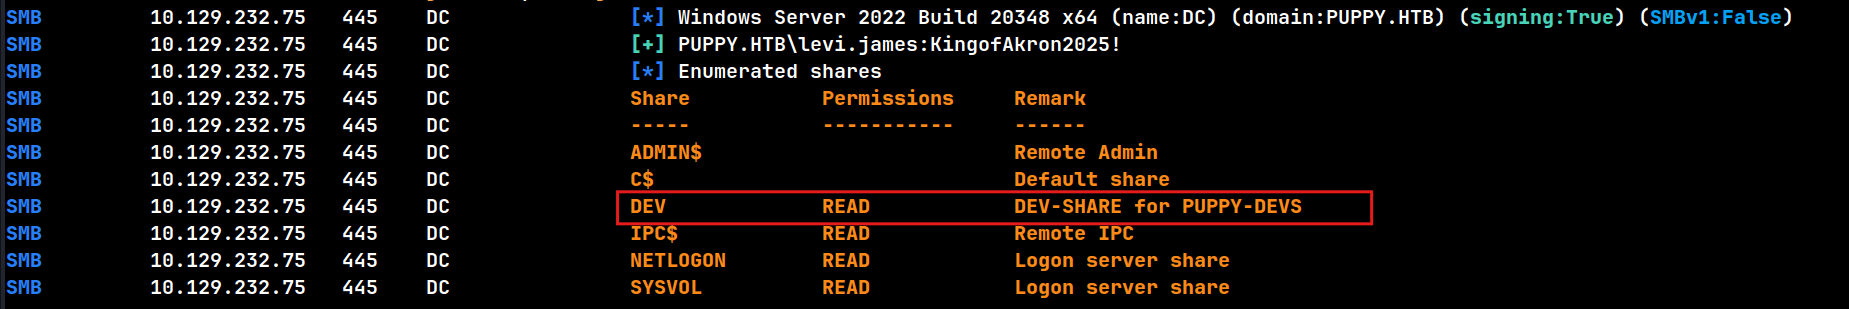 SMB 10.129.232.75 445 DC [*] Windows Server 2022 Build 20348 x64 (name:DC) (domain:PUPPY.HTB) (signing:True) (SMBv1:False)
SMB 10.129.232.75 445 DC [+] PUPPY.HTB\levi.james:KingofAkron2025!
SMB 10.129.232.75 445 DC [*] Enumerated shares
SMB 10.129.232.75 445 DC Share Permissions Remark
SMB 10.129.232.75 445 DC ----- ----------- ------
SMB 10.129.232.75 445 DC ADMIN$ Remote Admin
SMB 10.129.232.75 445 DC C$ Default share
SMB 10.129.232.75 445 DC DEV READ DEV-SHARE for PUPPY-DEVS
SMB 10.129.232.75 445 DC IPC$ READ Remote IPC
SMB 10.129.232.75 445 DC NETLOGON READ Logon server share
SMB 10.129.232.75 445 DC SYSVOL READ Logon server share